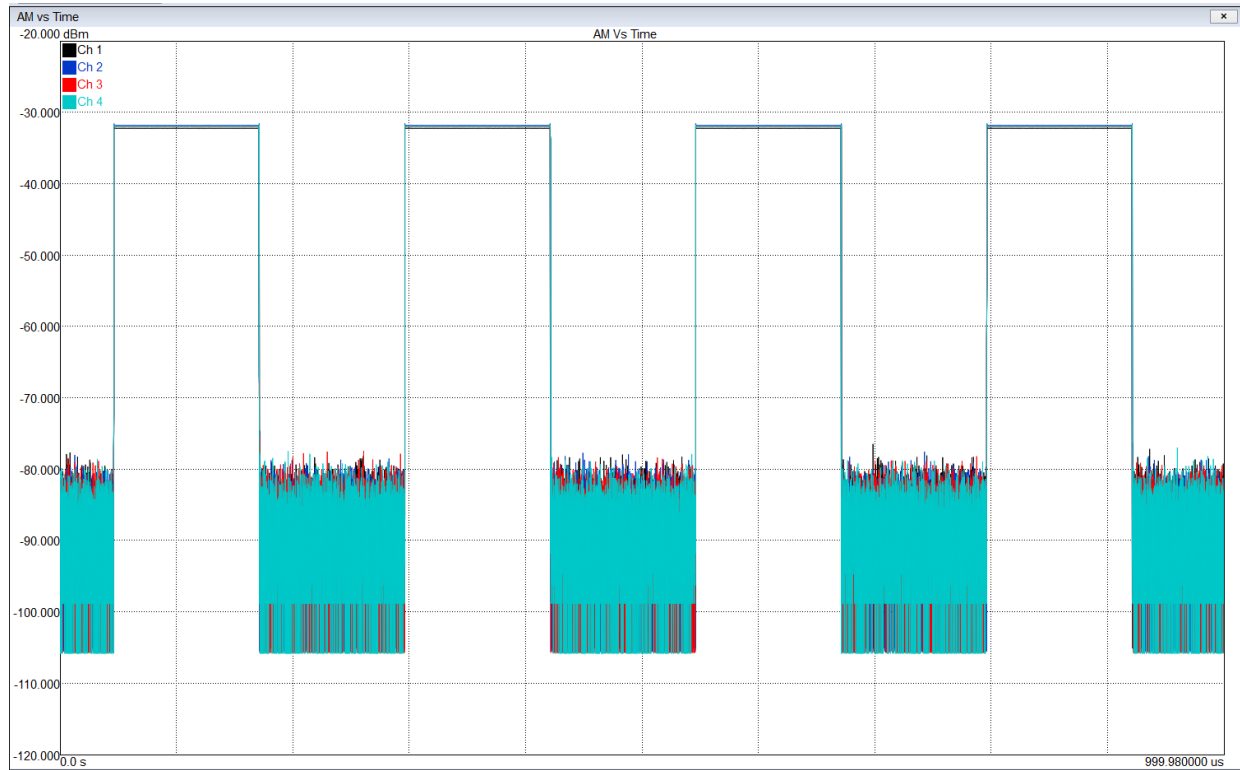 AM vs Time
-20.000 dBm
AM Vs Time
Ch 1
Ch 2
Ch 3
Ch 4
-30.000
-40.000
-50.000
-60.000
-70.000
-80.000
-90.000
-100.000
-110.000
-120.000
0.0 s
999.980000 us